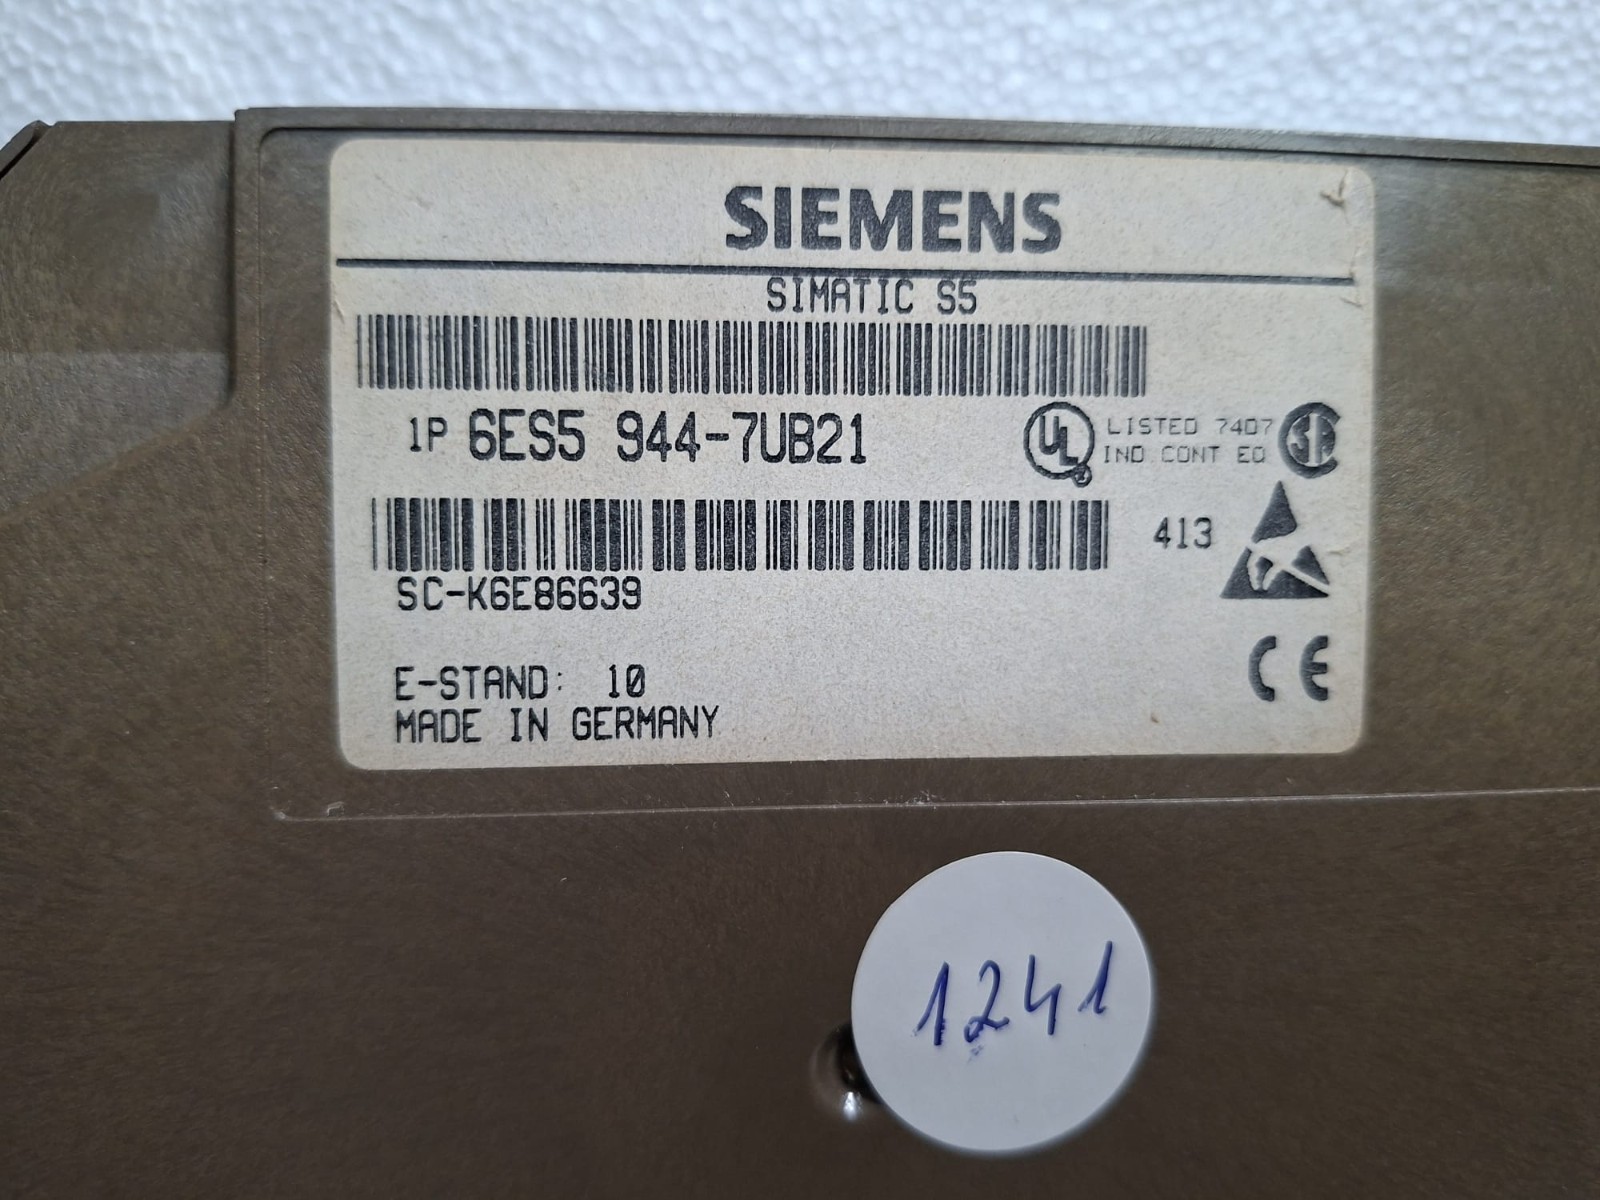 SIEMENS
SIMATIC S5
1P 6ES5 944-7UB21
UL LISTED 7407
IND CONT EQ
413
SC-K6E86639
E-STAND: 10
MADE IN GERMANY
CE
1241